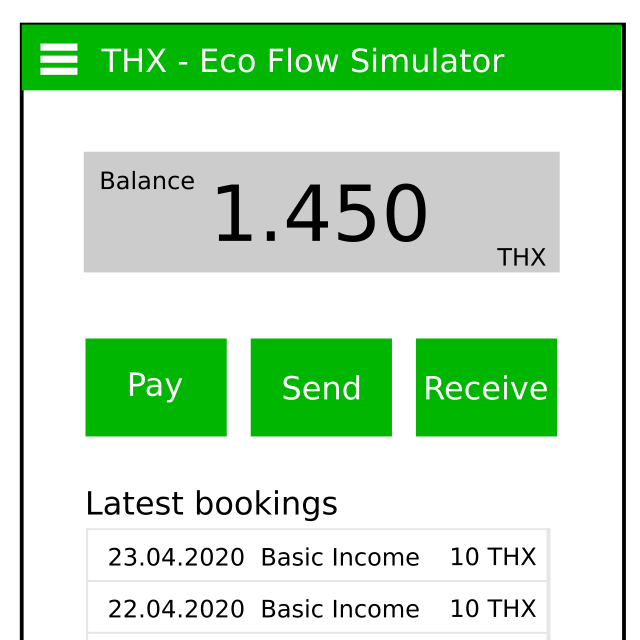 THX - Eco Flow Simulator
Balance
1.450
THX
Pay Send Receive
Latest bookings
23.04.2020 Basic Income 10 THX
22.04.2020 Basic Income 10 THX